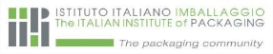 ISTITUTO ITALIANO IMBALLAGGIO
The ITALIAN INSTITUTE of PACKAGING
The packaging community